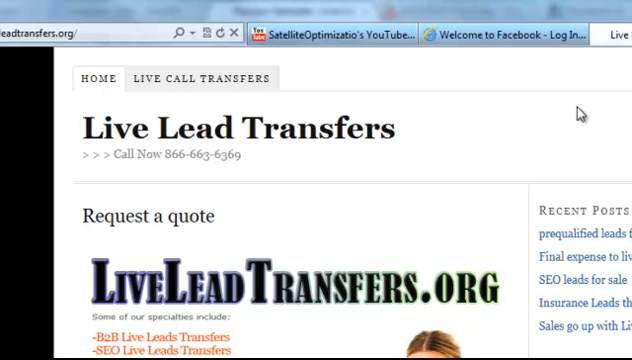 leadtransfers.org/
SatelliteOptimizatio's YouTube...
Welcome to Facebook - Log In...
Live
HOME
LIVE CALL TRANSFERS
Live Lead Transfers
> > > Call Now 866-663-6369
Request a quote
LIVELEADTRANSFERS.ORG
Some of our specialties include:
-B2B Live Leads Transfers
-SEO Live Leads Transfers
RECENT POSTS
prequalified leads f
Final expense to liv
SEO leads for sale
Insurance Leads th
Sales go up with Li